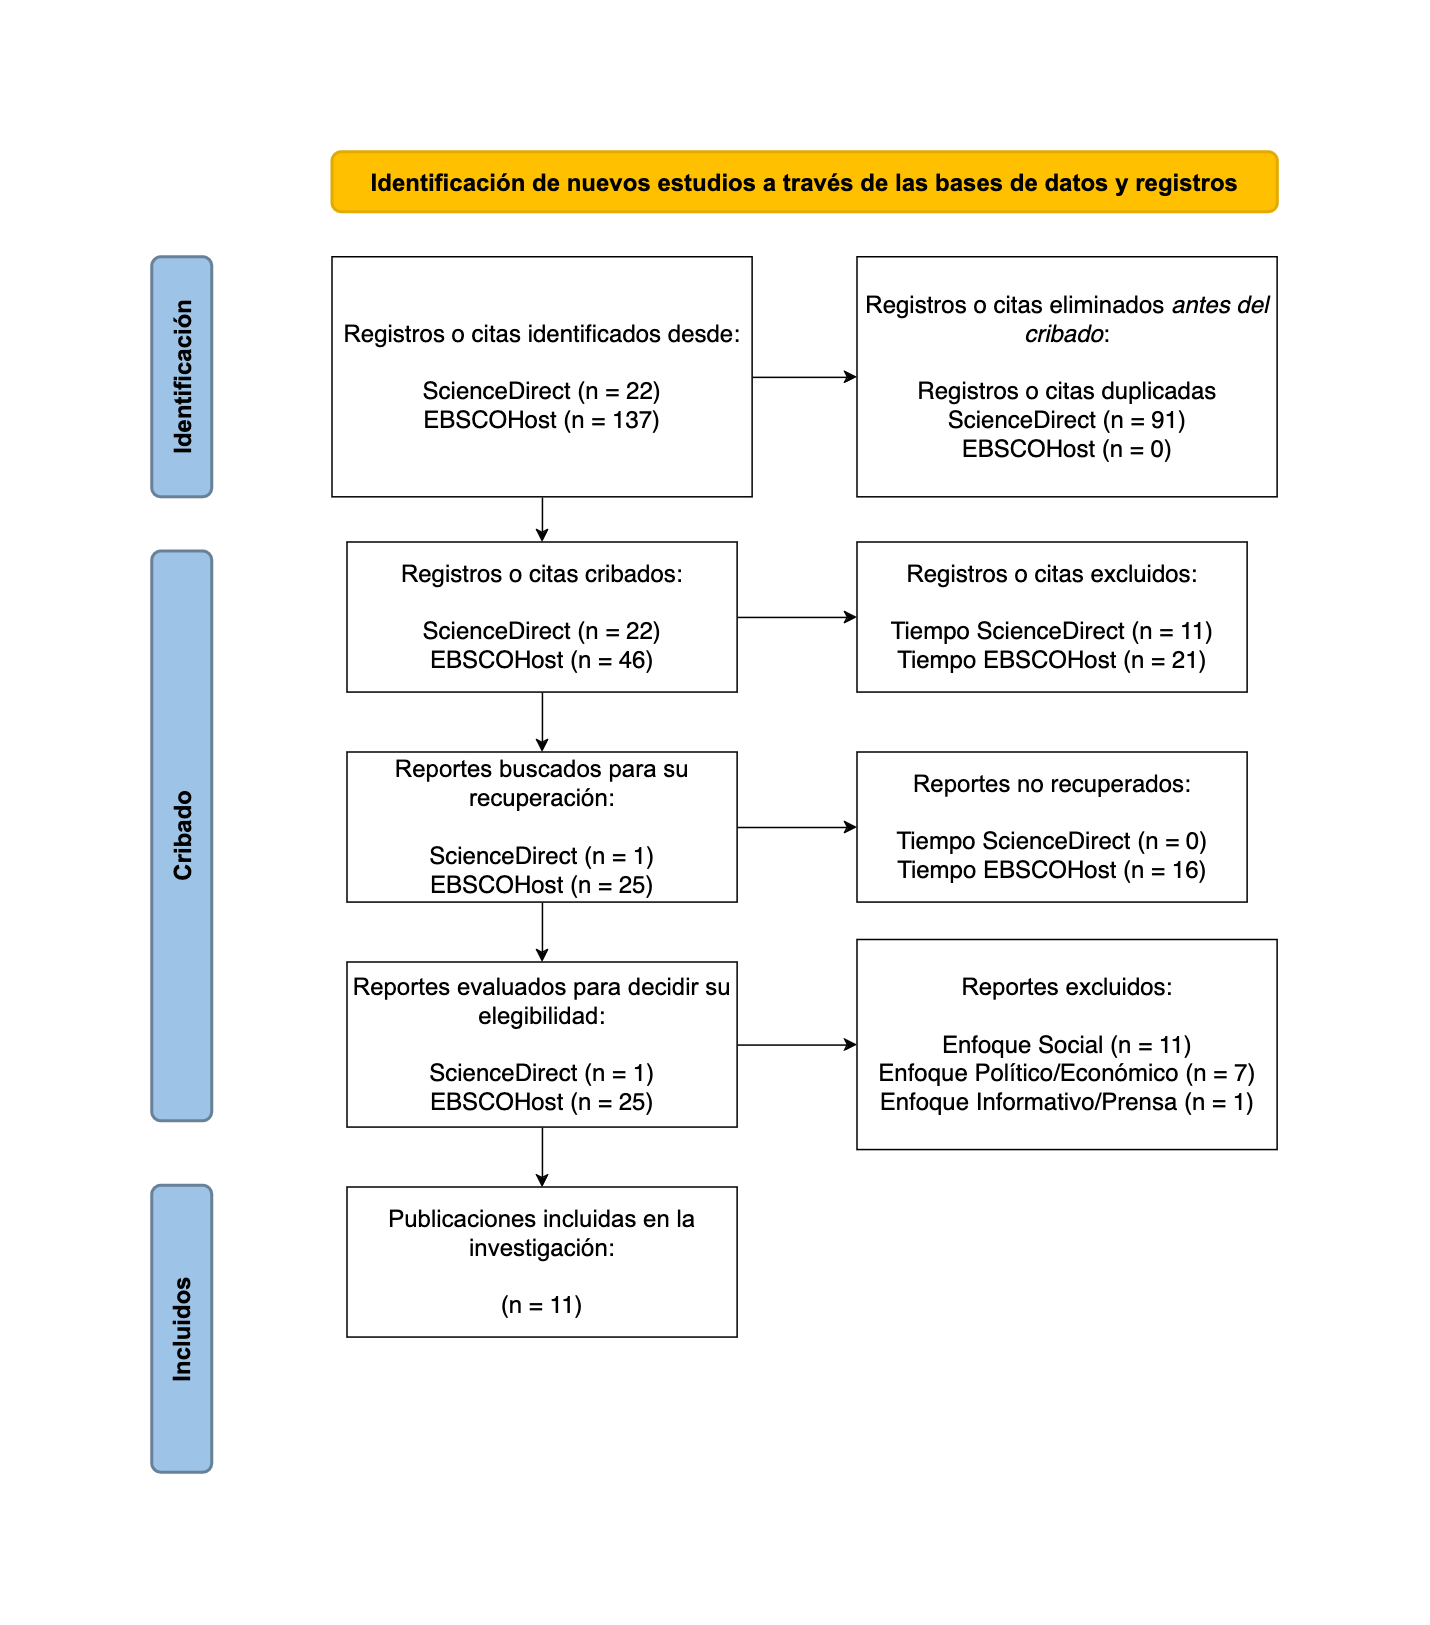 Identificación de nuevos estudios a través de las bases de datos y registros
Identificación
Registros o citas identificados desde:
ScienceDirect (n = 22)
EBSCOHost (n = 137)
Registros o citas eliminados antes del
cribado:
Registros o citas duplicadas
ScienceDirect (n = 91)
EBSCOHost (n = 0)
Cribado
Registros o citas cribados:
ScienceDirect (n = 22)
EBSCOHost (n = 46)
Registros o citas excluidos:
Tiempo ScienceDirect (n = 11)
Tiempo EBSCOHost (n = 21)
Reportes buscados para su
recuperación:
ScienceDirect (n = 1)
EBSCOHost (n = 25)
Reportes no recuperados:
Tiempo ScienceDirect (n = 0)
Tiempo EBSCOHost (n = 16)
Reportes evaluados para decidir su
elegibilidad:
ScienceDirect (n = 1)
EBSCOHost (n = 25)
Reportes excluidos:
Enfoque Social (n = 11)
Enfoque Político/Económico (n = 7)
Enfoque Informativo/Prensa (n = 1)
Incluidos
Publicaciones incluidas en la
investigación:
(n = 11)